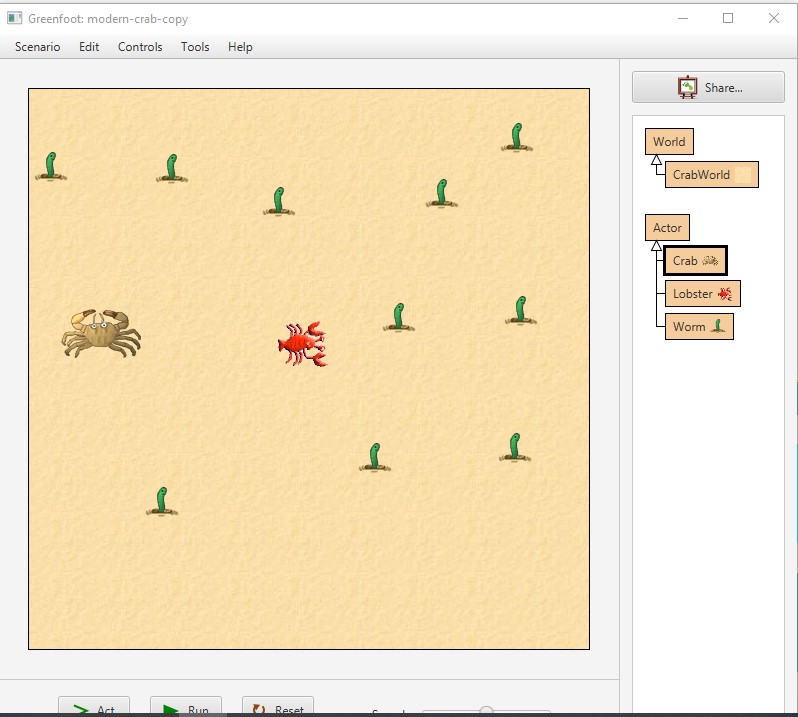 Greenfoot: modern-crab-copy
Scenario Edit Controls Tools Help
Share...
World
CrabWorld
Actor
Crab
Lobster
Worm
Act Run Reset